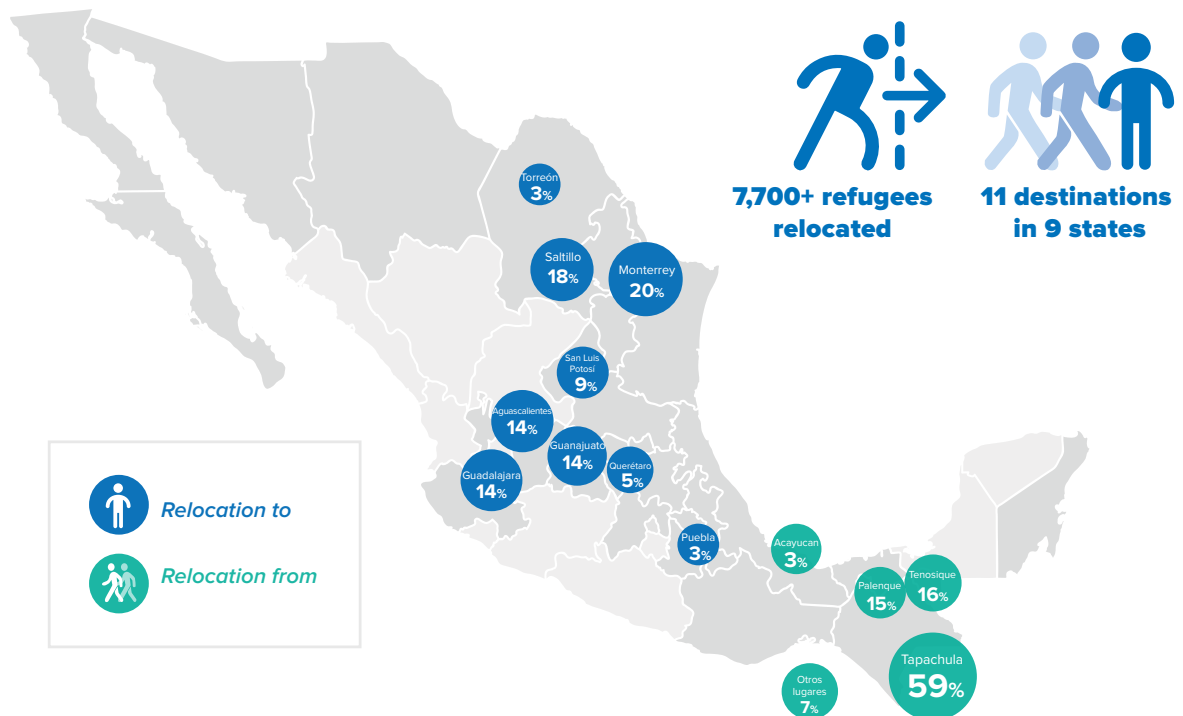 7,700+ refugees
relocated
11 destinations
in 9 states
Torreón
3%
Saltillo
18%
Monterrey
20%
San Luis
Potosí
9%
Aguascalientes
14%
Guanajuato
14%
Querétaro
5%
Guadalajara
14%
Puebla
3%
Acayucan
3%
Palenque
15%
Tenosique
16%
Tapachula
59%
Otros
lugares
7%
Relocation to
Relocation from